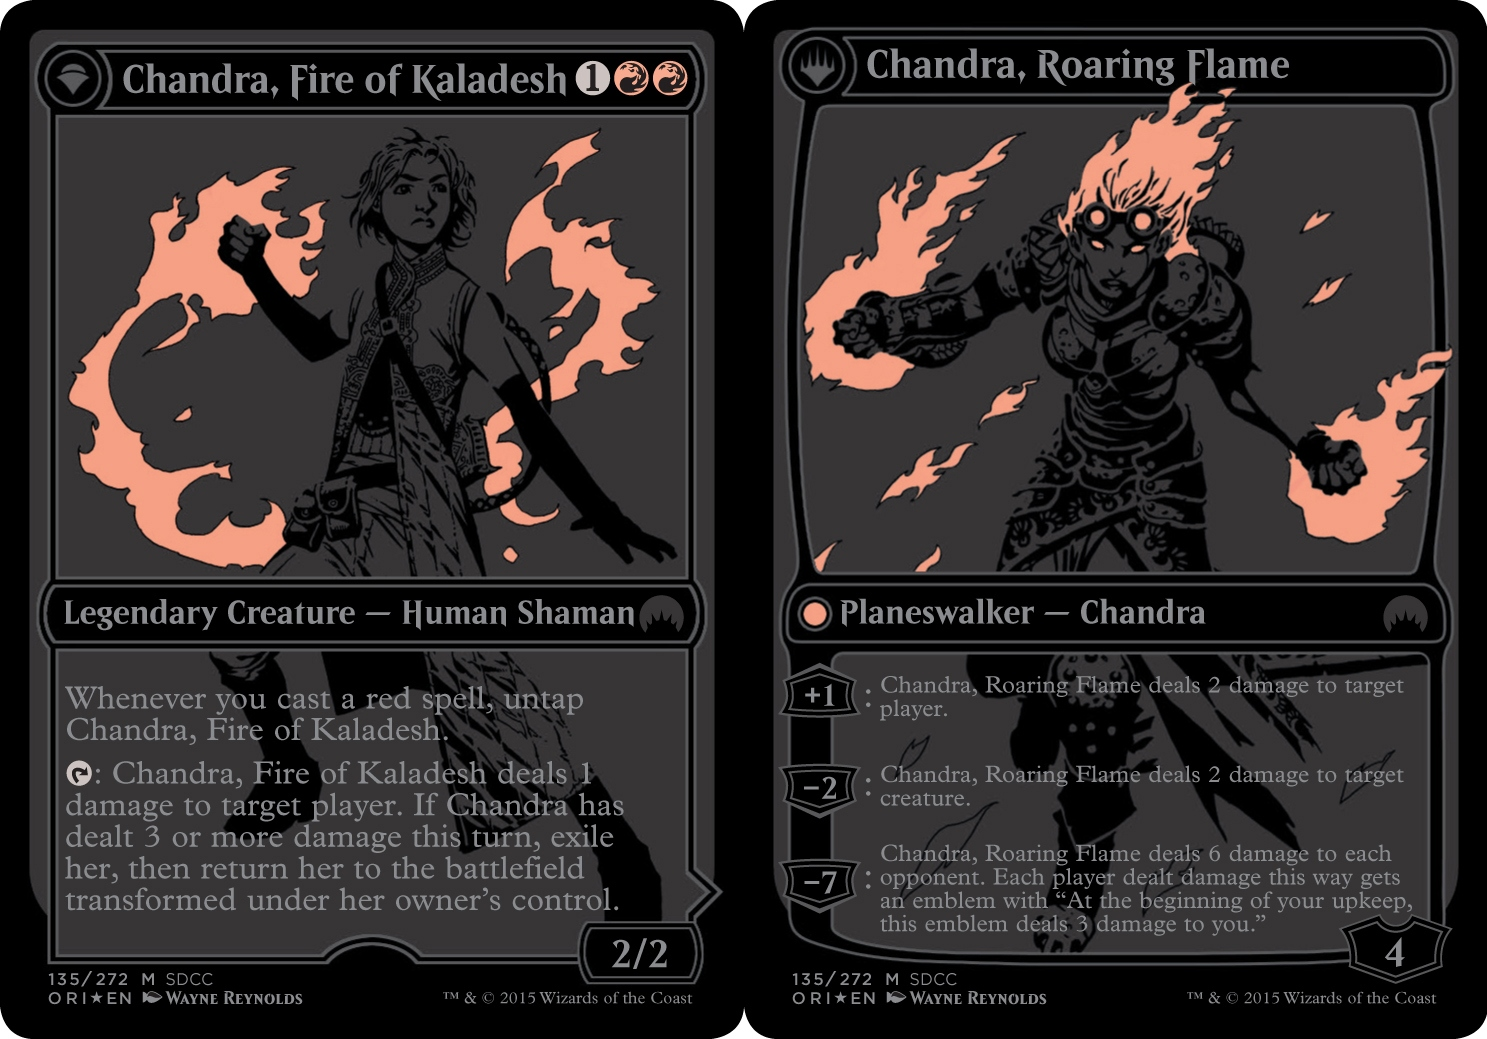 Chandra, Fire of Kaladesh 1
Legendary Creature — Human Shaman
Whenever you cast a red spell, untap
Chandra, Fire of Kaladesh.
: Chandra, Fire of Kaladesh deals 1
damage to target player. If Chandra has
dealt 3 or more damage this turn, exile
her, then return her to the battlefield
transformed under her owner's control.
2/2
135/272 M SDCC
ORI★EN Wayne Reynolds
™ & © 2015 Wizards of the Coast
Chandra, Roaring Flame
Planeswalker — Chandra
+1 : Chandra, Roaring Flame deals 2 damage to target
player.
−2 : Chandra, Roaring Flame deals 2 damage to target
creature.
Chandra, Roaring Flame deals 6 damage to each
−7 : opponent. Each player dealt damage this way gets
an emblem with “At the beginning of your upkeep,
this emblem deals 3 damage to you.”
4
135/272 M SDCC
ORI★EN Wayne Reynolds
™ & © 2015 Wizards of the Coast